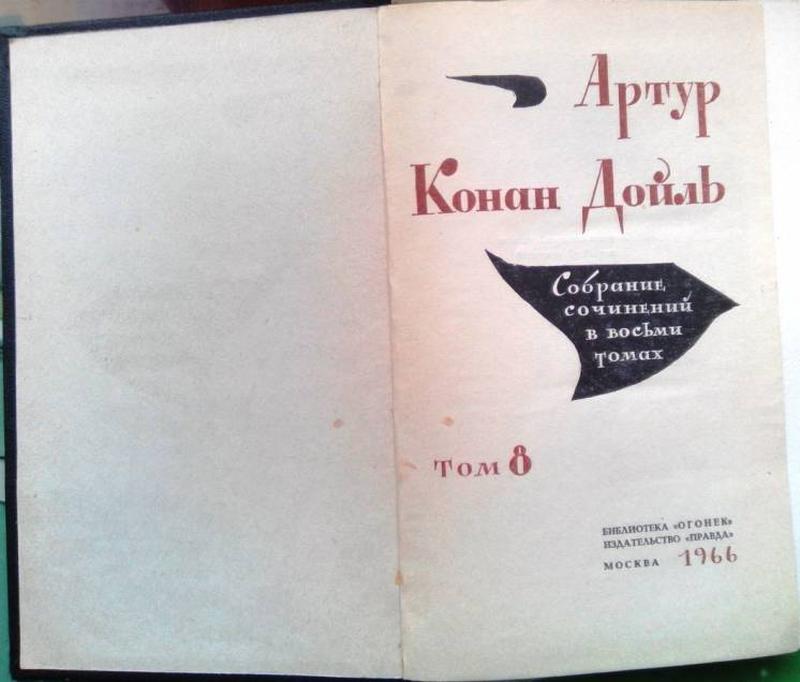 Артур
Конан Дойль
Собрание
сочинений
в восьми
томах
Том 8
БИБЛИОТЕКА «ОГОНЕК»
ИЗДАТЕЛЬСТВО «ПРАВДА»
МОСКВА 1966